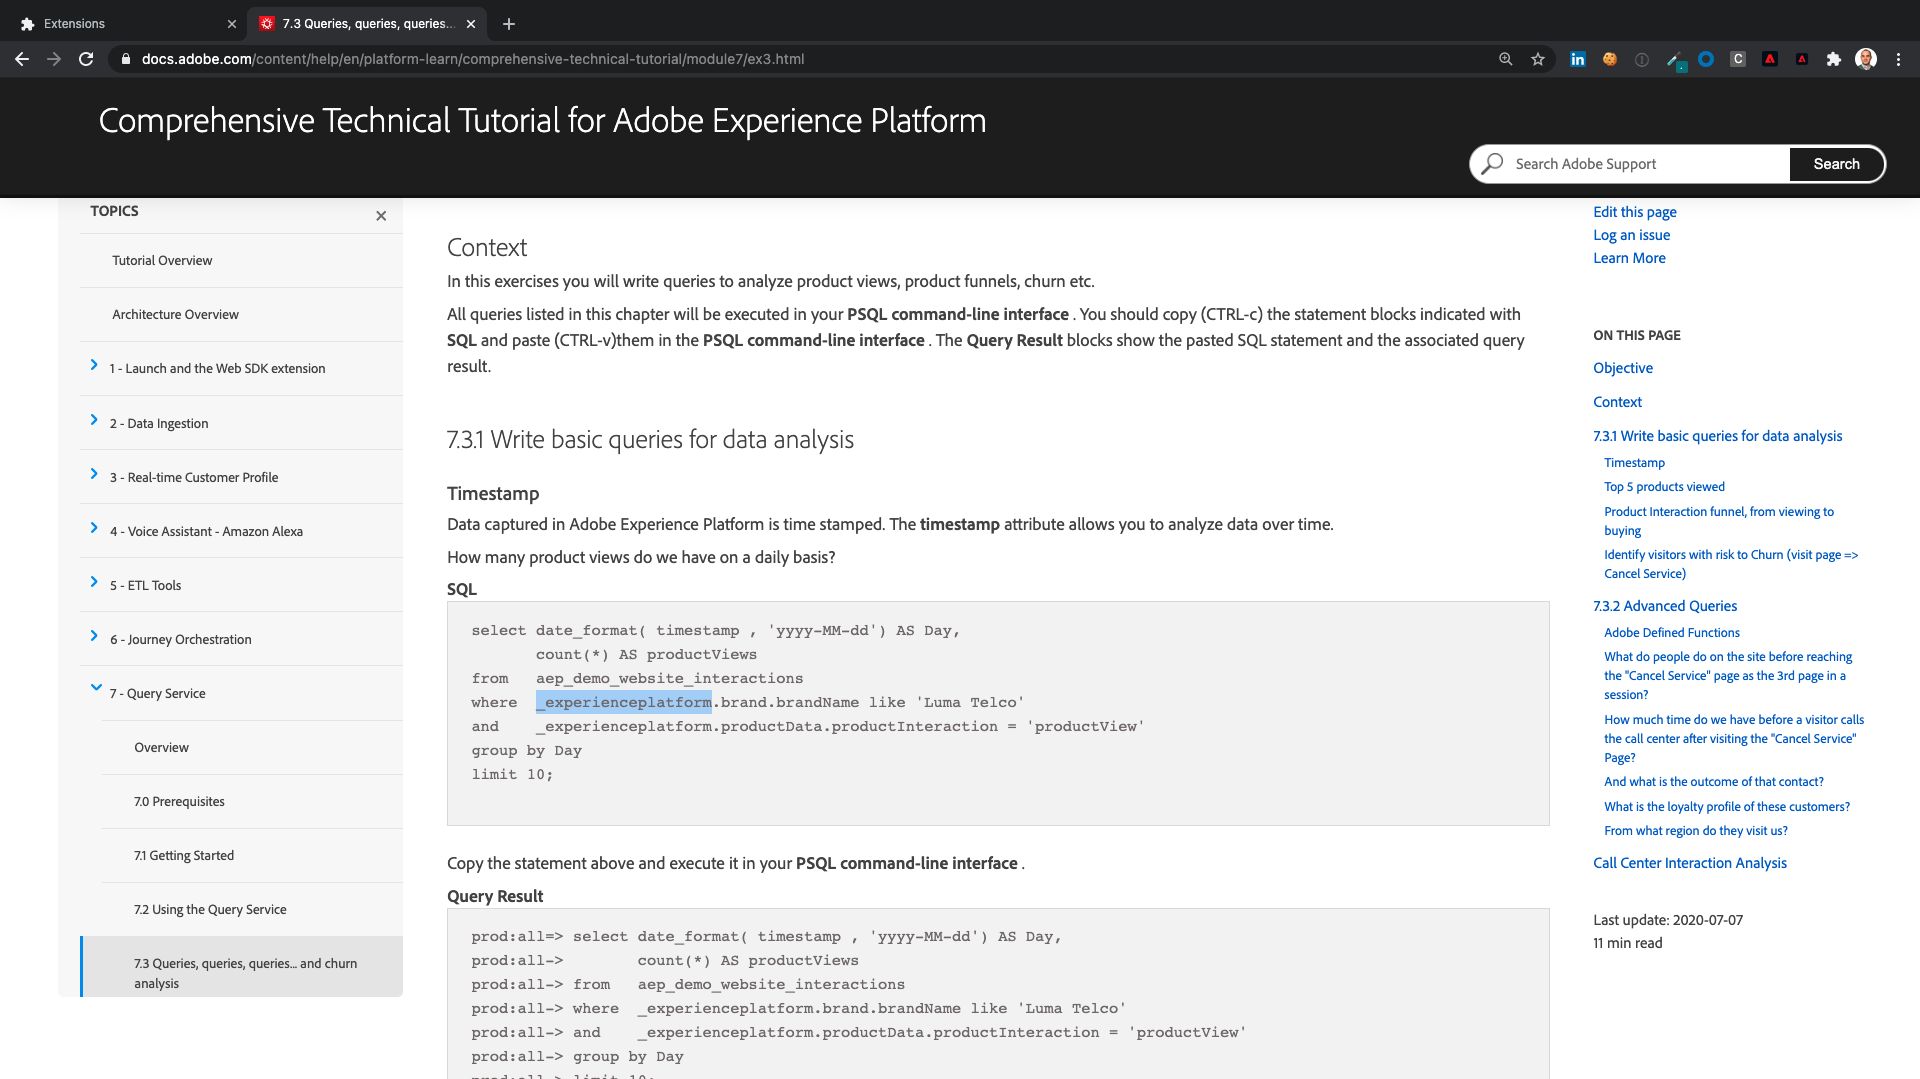 Extensions
7.3 Queries, queries, queries...
docs.adobe.com/content/help/en/platform-learn/comprehensive-technical-tutorial/module7/ex3.html
Comprehensive Technical Tutorial for Adobe Experience Platform
Search Adobe Support
Search
TOPICS
Tutorial Overview
Architecture Overview
1 - Launch and the Web SDK extension
2 - Data Ingestion
3 - Real-time Customer Profile
4 - Voice Assistant - Amazon Alexa
5 - ETL Tools
6 - Journey Orchestration
7 - Query Service
Overview
7.0 Prerequisites
7.1 Getting Started
7.2 Using the Query Service
7.3 Queries, queries, queries... and churn
analysis
Context
In this exercises you will write queries to analyze product views, product funnels, churn etc.
All queries listed in this chapter will be executed in your PSQL command-line interface . You should copy (CTRL-c) the statement blocks indicated with
SQL and paste (CTRL-v)them in the PSQL command-line interface . The Query Result blocks show the pasted SQL statement and the associated query
result.
7.3.1 Write basic queries for data analysis
Timestamp
Data captured in Adobe Experience Platform is time stamped. The timestamp attribute allows you to analyze data over time.
How many product views do we have on a daily basis?
SQL
select date_format( timestamp , 'yyyy-MM-dd') AS Day,
count(*) AS productViews
from aep_demo_website_interactions
where _experienceplatform.brand.brandName like 'Luma Telco'
and _experienceplatform.productData.productInteraction = 'productView'
group by Day
limit 10;
Copy the statement above and execute it in your PSQL command-line interface .
Query Result
prod:all=> select date_format( timestamp , 'yyyy-MM-dd') AS Day,
prod:all-> count(*) AS productViews
prod:all-> from aep_demo_website_interactions
prod:all-> where _experienceplatform.brand.brandName like 'Luma Telco'
prod:all-> and _experienceplatform.productData.productInteraction = 'productView'
prod:all-> group by Day
prod:all-> limit 10;
Edit this page
Log an issue
Learn More
ON THIS PAGE
Objective
Context
7.3.1 Write basic queries for data analysis
Timestamp
Top 5 products viewed
Product Interaction funnel, from viewing to
buying
Identify visitors with risk to Churn (visit page =>
Cancel Service)
7.3.2 Advanced Queries
Adobe Defined Functions
What do people do on the site before reaching
the "Cancel Service" page as the 3rd page in a
session?
How much time do we have before a visitor calls
the call center after visiting the "Cancel Service"
Page?
And what is the outcome of that contact?
What is the loyalty profile of these customers?
From what region do they visit us?
Call Center Interaction Analysis
Last update: 2020-07-07
11 min read